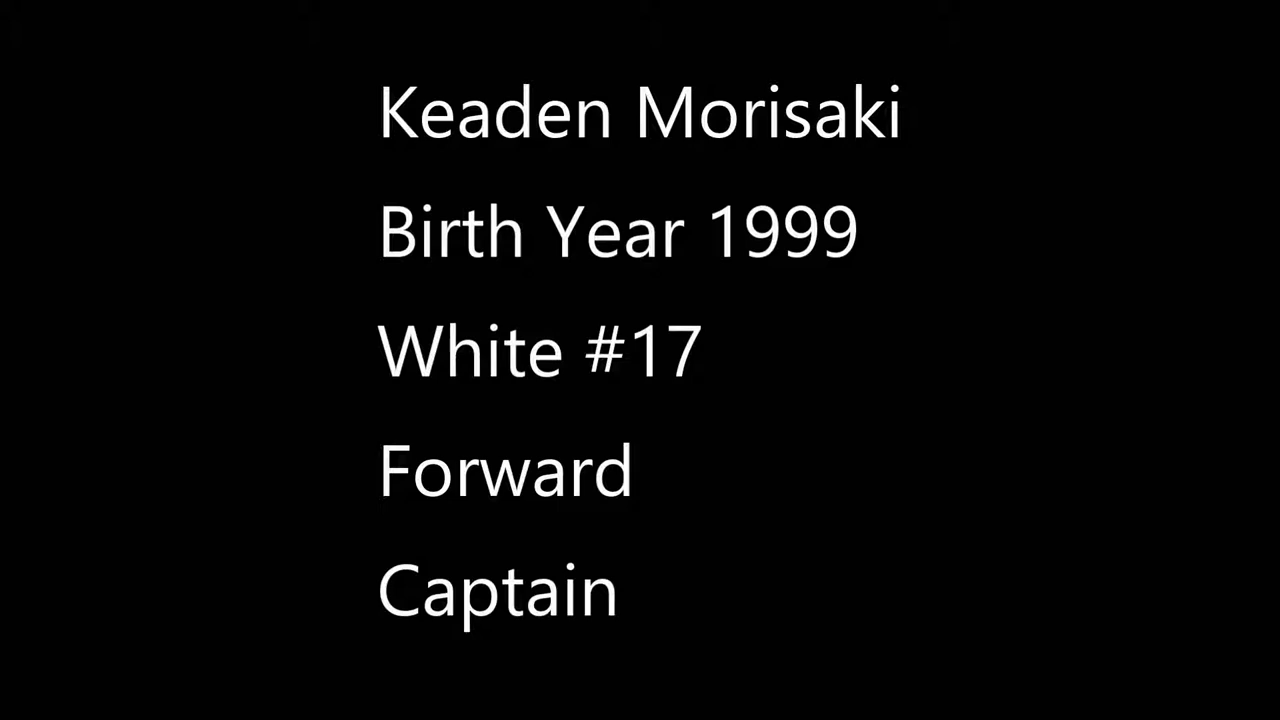 Keaden Morisaki
Birth Year 1999
White #17
Forward
Captain